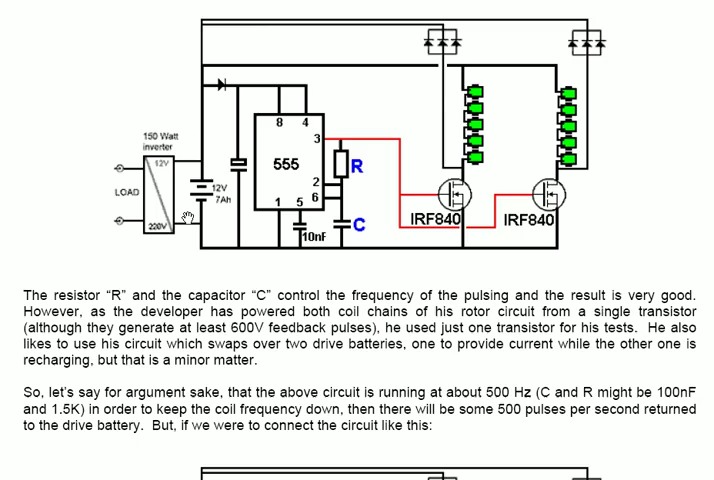 8 4
150 Watt
inverter
3
12V
555
R
LOAD
12V
7Ah
2
6
1 5
220V
10nF
C
IRF840
IRF840
The resistor “R” and the capacitor “C” control the frequency of the pulsing and the result is very good.
However, as the developer has powered both coil chains of his rotor circuit from a single transistor
(although they generate at least 600V feedback pulses), he used just one transistor for his tests. He also
likes to use his circuit which swaps over two drive batteries, one to provide current while the other one is
recharging, but that is a minor matter.
So, let’s say for argument sake, that the above circuit is running at about 500 Hz (C and R might be 100nF
and 1.5K) in order to keep the coil frequency down, then there will be some 500 pulses per second returned
to the drive battery. But, if we were to connect the circuit like this: